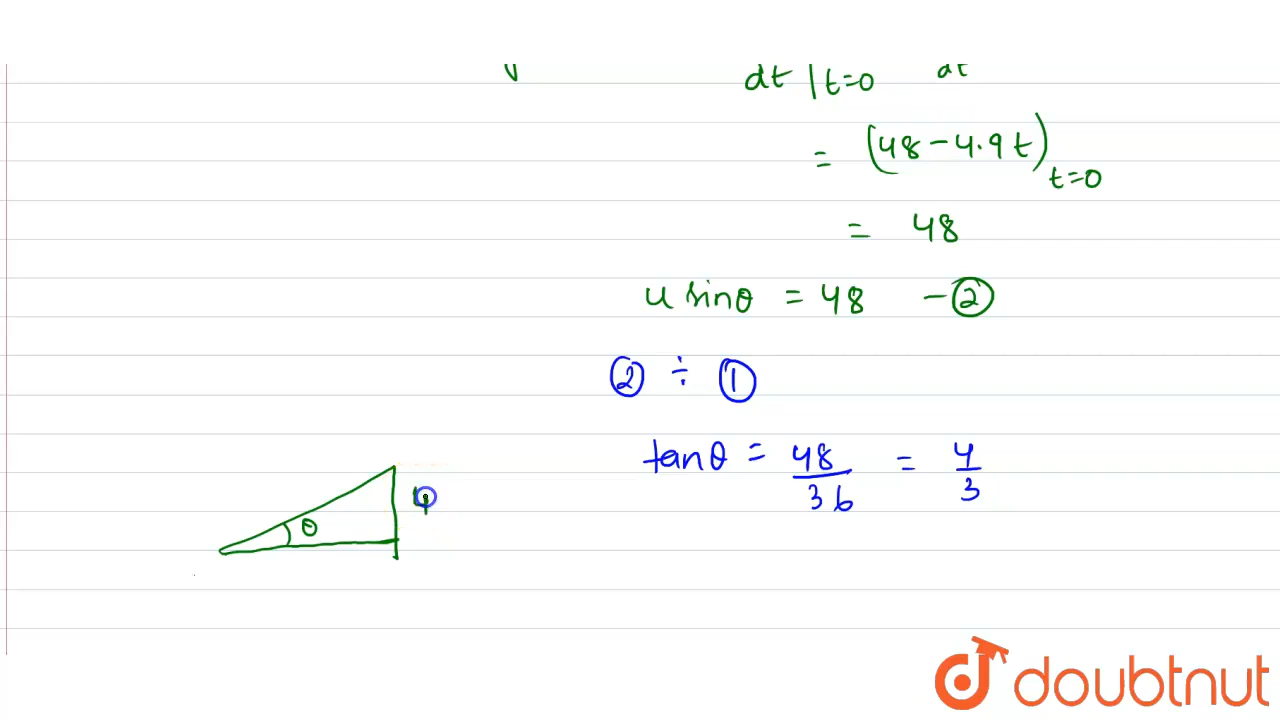 dt | t=0 dt
= (48 - 4.9t) t=0
= 48
u sinθ = 48 - ②
② ÷ ①
tanθ = 48/36 = 4/3
4
θ
doubtnut